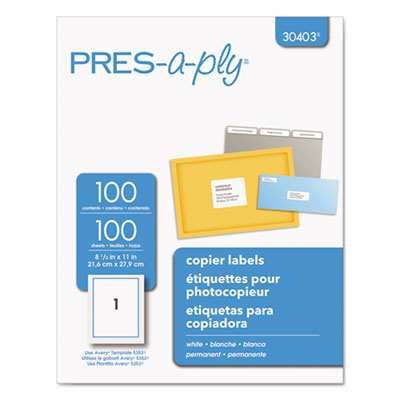 30403®
PRES-a-ply
100
contents • contenu • contenido
100
sheets • feuilles • hojas
8 1/2 in x 11 in
21,6 cm x 27,9 cm
1
Use Avery® Template 5353®
Utilisez le gabarit Avery® 5353®
Use Plantilla Avery® 5353®
copier labels
étiquettes pour
photocopieur
etiquetas para
copiadora
white • blanche • blanca
permanent • permanente